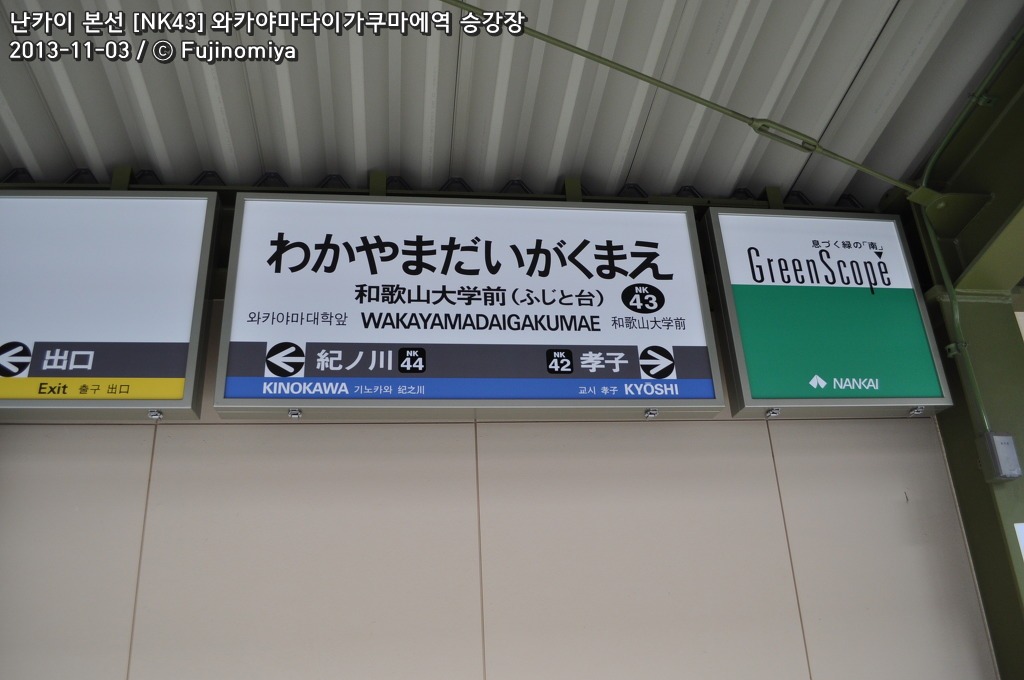 난카이 본선 [NK43] 와카야마다이가쿠마에역 승강장
2013-11-03 / © Fujinomiya
出口
Exit 출구 出口
わかやまだいがくまえ
和歌山大学前(ふじと台)
NK
43
와카야마대학앞 WAKAYAMADAIGAKUMAE 和歌山大学前
紀ノ川 NK 44
NK 42 孝子
KINOKAWA 기노카와 纪之川
교시 孝子 KYŌSHI
息づく緑の「南」
GreenScope
NANKAI